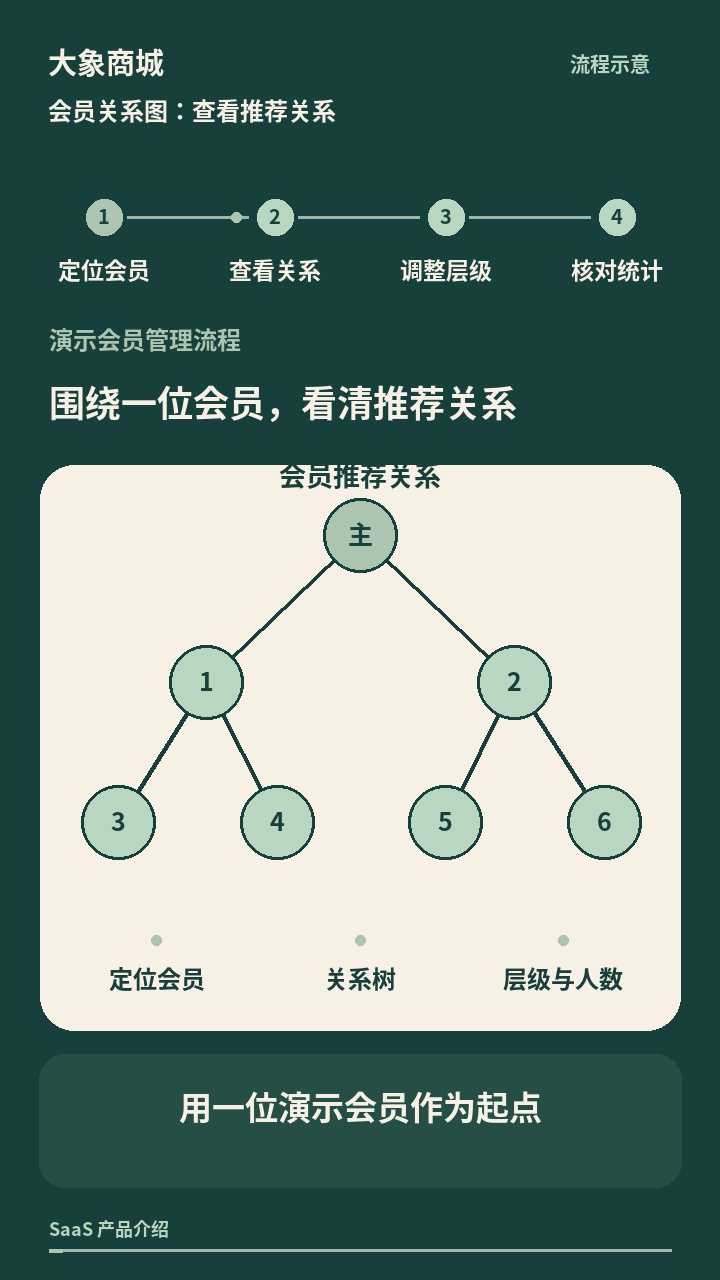 大象商城
流程示意
会员关系图：查看推荐关系
1 2 3 4
定位会员 查看关系 调整层级 核对统计
演示会员管理流程
围绕一位会员，看清推荐关系
会员推荐关系
主
1 2
3 4 5 6
定位会员 关系树 层级与人数
用一位演示会员作为起点
SaaS 产品介绍